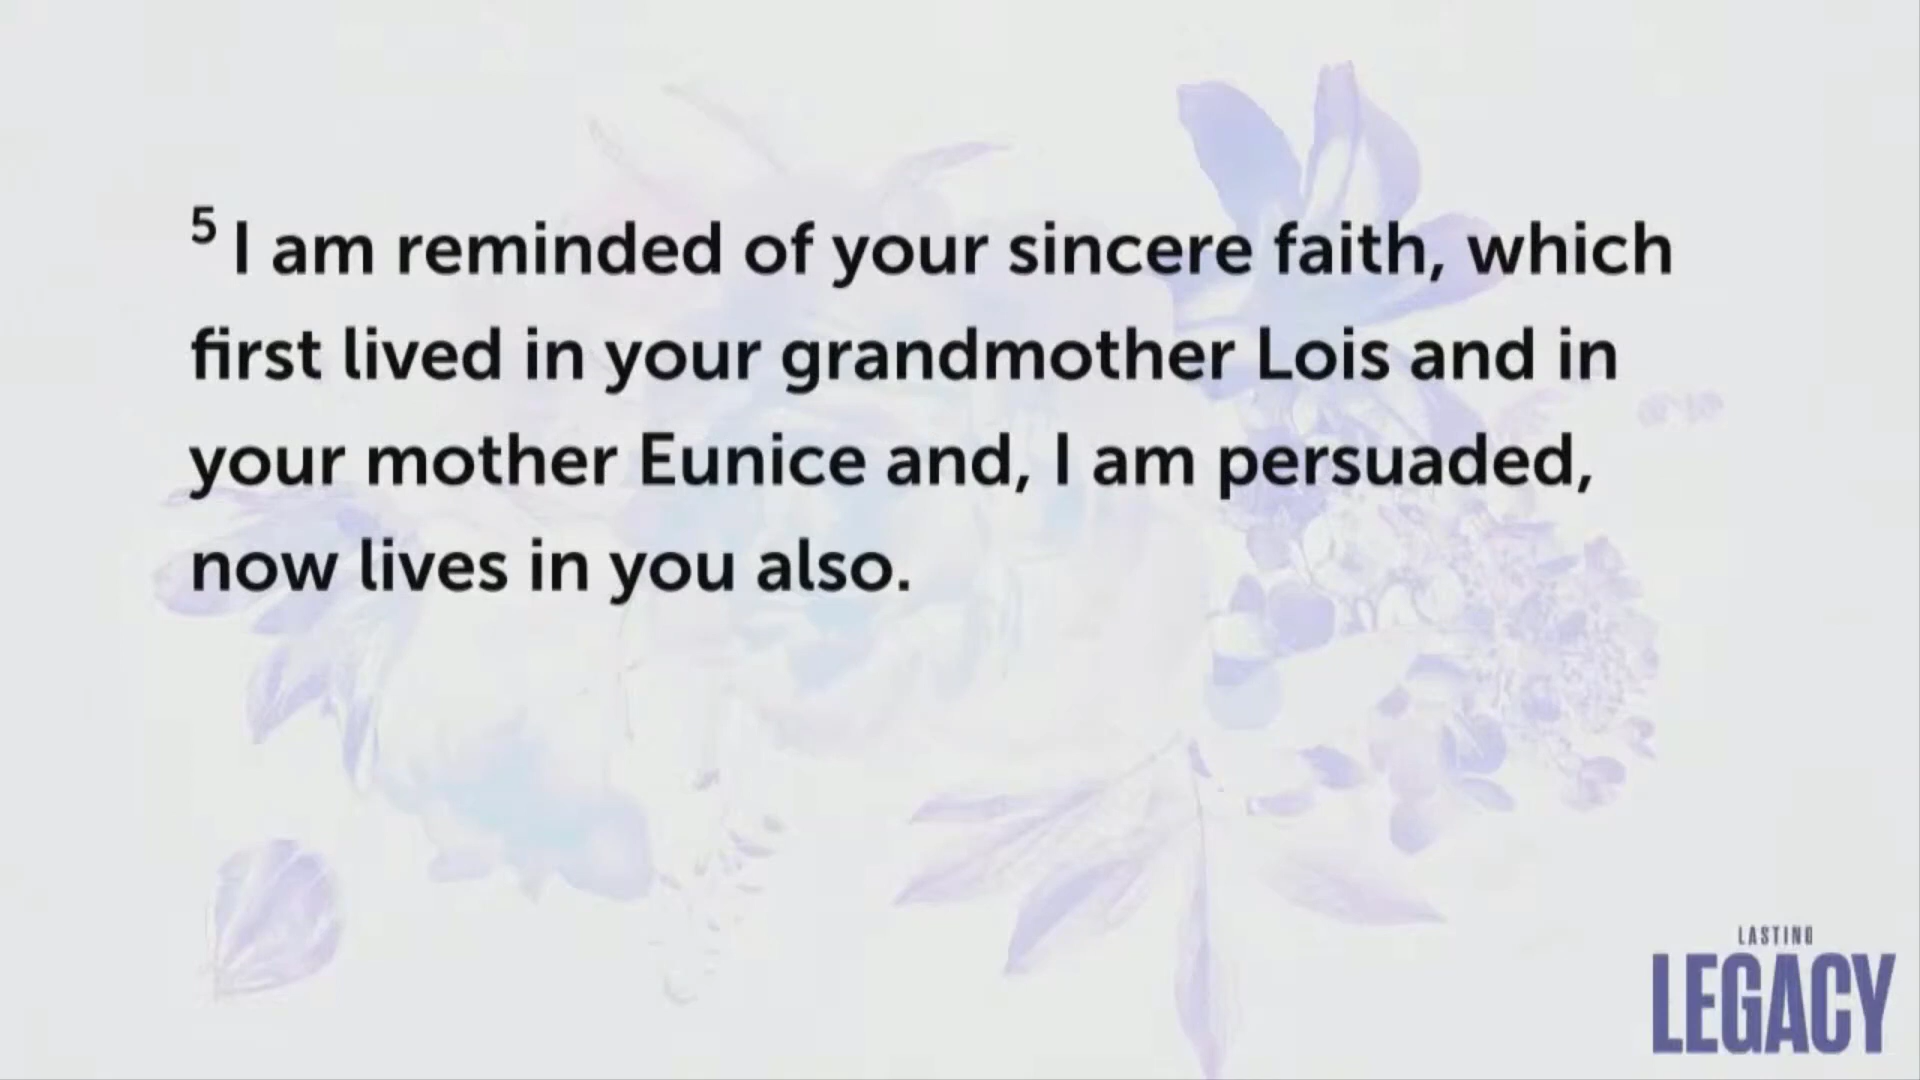 5 I am reminded of your sincere faith, which
first lived in your grandmother Lois and in
your mother Eunice and, I am persuaded,
now lives in you also.
LASTING
LEGACY